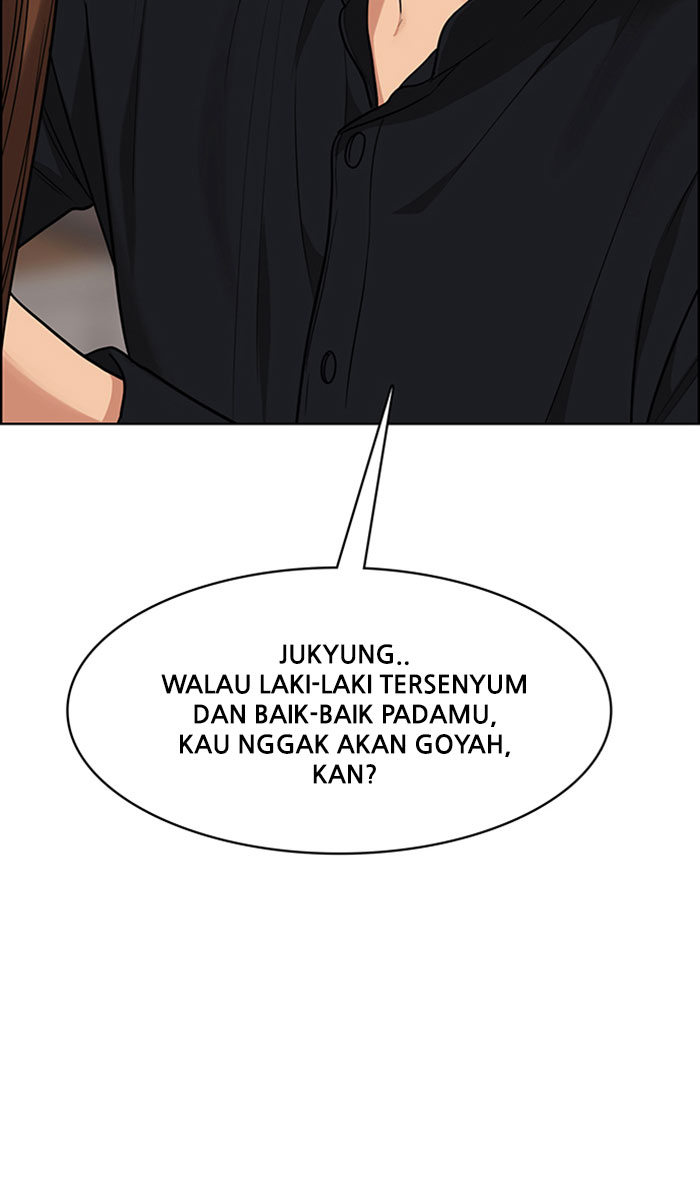 JUKYUNG..
WALAU LAKI-LAKI TERSENYUM
DAN BAIK-BAIK PADAMU,
KAU NGGAK AKAN GOYAH,
KAN?